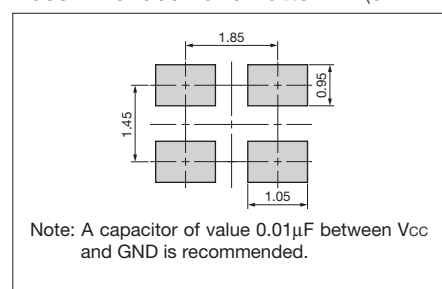 1.85
0.95
1.45
1.05
Note: A capacitor of value 0.01µF between Vcc
and GND is recommended.